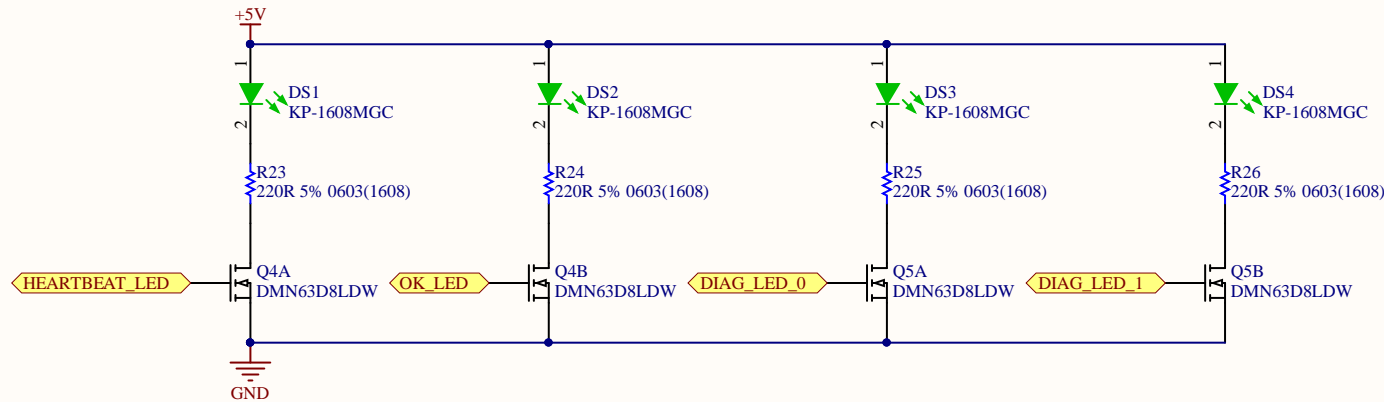 +5V
1
DS1
KP-1608MGC
2
R23
220R 5% 0603(1608)
HEARTBEAT_LED
Q4A
DMN63D8LDW
1
DS2
KP-1608MGC
2
R24
220R 5% 0603(1608)
OK_LED
Q4B
DMN63D8LDW
1
DS3
KP-1608MGC
2
R25
220R 5% 0603(1608)
DIAG_LED_0
Q5A
DMN63D8LDW
1
DS4
KP-1608MGC
2
R26
220R 5% 0603(1608)
DIAG_LED_1
Q5B
DMN63D8LDW
GND